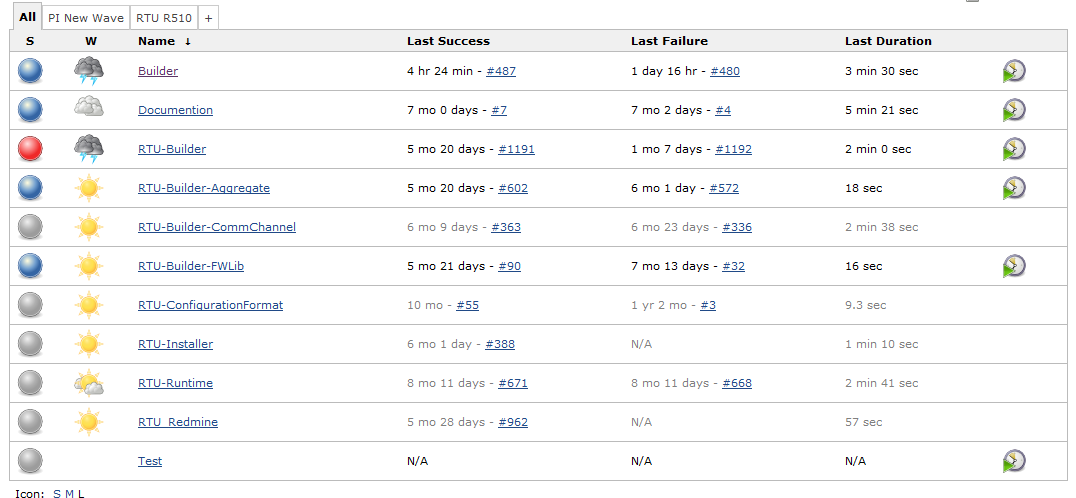 All PI New Wave RTU R510 +
S W Name ↓ Last Success Last Failure Last Duration
Builder 4 hr 24 min - #487 1 day 16 hr - #480 3 min 30 sec
Documention 7 mo 0 days - #7 7 mo 2 days - #4 5 min 21 sec
RTU-Builder 5 mo 20 days - #1191 1 mo 7 days - #1192 2 min 0 sec
RTU-Builder-Aggregate 5 mo 20 days - #602 6 mo 1 day - #572 18 sec
RTU-Builder-CommChannel 6 mo 9 days - #363 6 mo 23 days - #336 2 min 38 sec
RTU-Builder-FWLib 5 mo 21 days - #90 7 mo 13 days - #32 16 sec
RTU-ConfigurationFormat 10 mo - #55 1 yr 2 mo - #3 9.3 sec
RTU-Installer 6 mo 1 day - #388 N/A 1 min 10 sec
RTU-Runtime 8 mo 11 days - #671 8 mo 11 days - #668 2 min 41 sec
RTU_Redmine 5 mo 28 days - #962 N/A 57 sec
Test N/A N/A N/A
Icon: S M L